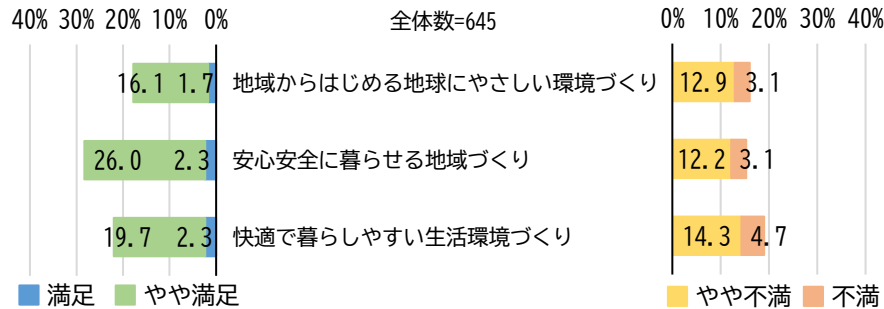 40% 30% 20% 10% 0% 全体数=645 0% 10% 20% 30% 40%
16.1 1.7 地域からはじめる地球にやさしい環境づくり 12.9 3.1
26.0 2.3 安心安全に暮らせる地域づくり 12.2 3.1
19.7 2.3 快適で暮らしやすい生活環境づくり 14.3 4.7
満足 やや満足 やや不満 不満